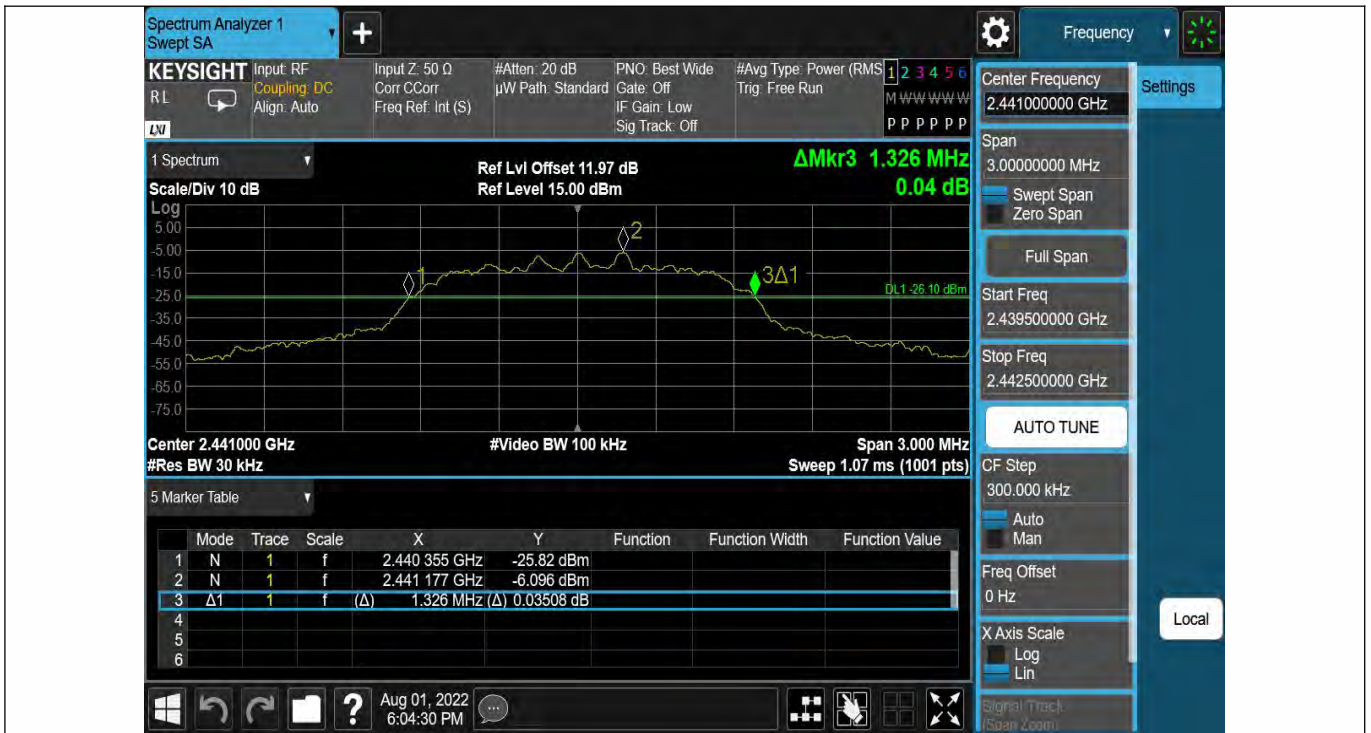 Spectrum Analyzer 1
Swept SA
Frequency
KEYSIGHT
RL
LXI
Input: RF
Coupling: DC
Align: Auto
Input Z: 50 Ω
Corr CCorr
Freq Ref: Int (S)
#Atten: 20 dB
µW Path: Standard
PNO: Best Wide
Gate: Off
IF Gain: Low
Sig Track: Off
#Avg Type: Power (RMS
Trig: Free Run
1 2 3 4 5 6
M W W W W W
P P P P P P
1 Spectrum
Scale/Div 10 dB
Ref Lvl Offset 11.97 dB
Ref Level 15.00 dBm
ΔMkr3 1.326 MHz
0.04 dB
Log
5.00
-5.00
-15.0
-25.0
-35.0
-45.0
-55.0
-65.0
-75.0
1
2
3Δ1
DL1 -26.10 dBm
Center 2.441000 GHz
#Video BW 100 kHz
Span 3.000 MHz
#Res BW 30 kHz
Sweep 1.07 ms (1001 pts)
5 Marker Table
Mode Trace Scale X Y Function Function Width Function Value
1 N 1 f 2.440 355 GHz -25.82 dBm
2 N 1 f 2.441 177 GHz -6.096 dBm
3 Δ1 1 f (Δ) 1.326 MHz (Δ) 0.03508 dB
4
5
6
Aug 01, 2022
6:04:30 PM
Center Frequency
2.441000000 GHz
Settings
Span
3.00000000 MHz
Swept Span
Zero Span
Full Span
Start Freq
2.439500000 GHz
Stop Freq
2.442500000 GHz
AUTO TUNE
CF Step
300.000 kHz
Auto
Man
Freq Offset
0 Hz
X Axis Scale
Log
Lin
Signal Track
(Span Zoom)
Local